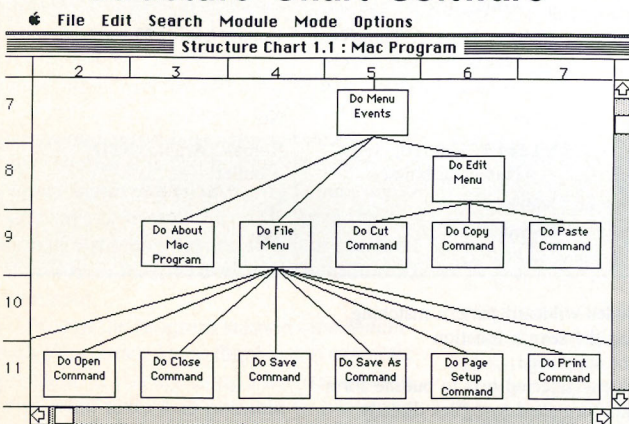 File Edit Search Module Mode Options
Structure Chart 1.1 : Mac Program
2 3 4 5 6 7
7
Do Menu
Events
8
Do Edit
Menu
9
Do About
Mac
Program
Do File
Menu
Do Cut
Command
Do Copy
Command
Do Paste
Command
10
11
Do Open
Command
Do Close
Command
Do Save
Command
Do Save As
Command
Do Page
Setup
Command
Do Print
Command